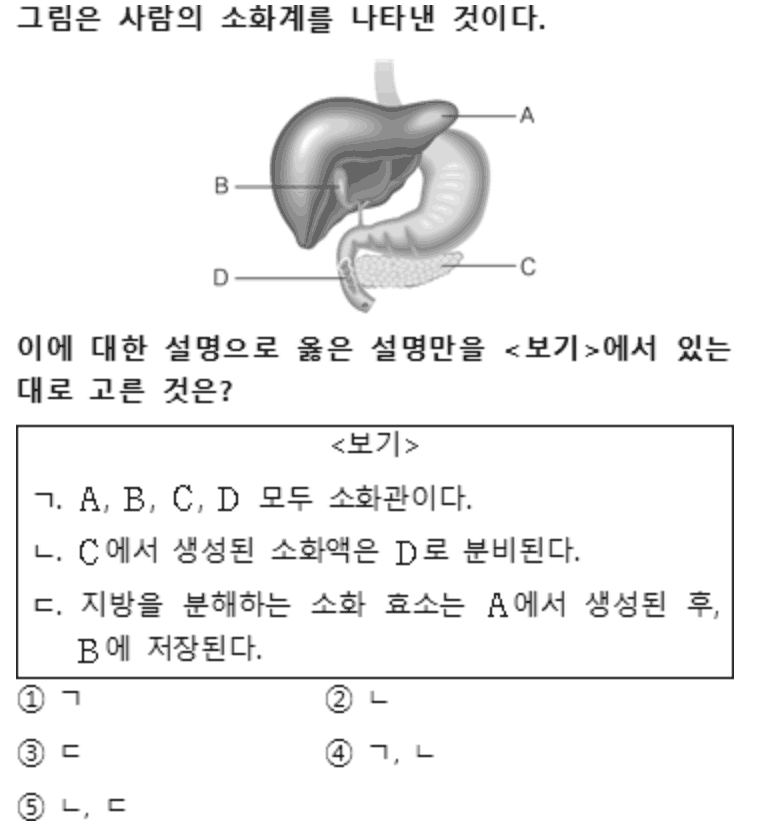 그림은 사람의 소화계를 나타낸 것이다.
A
B
C
D
이에 대한 설명으로 옳은 설명만을 <보기>에서 있는
대로 고른 것은?
<보기>
ㄱ. A, B, C, D 모두 소화관이다.
ㄴ. C에서 생성된 소화액은 D로 분비된다.
ㄷ. 지방을 분해하는 소화 효소는 A에서 생성된 후,
B에 저장된다.
① ㄱ ② ㄴ
③ ㄷ ④ ㄱ, ㄴ
⑤ ㄴ, ㄷ